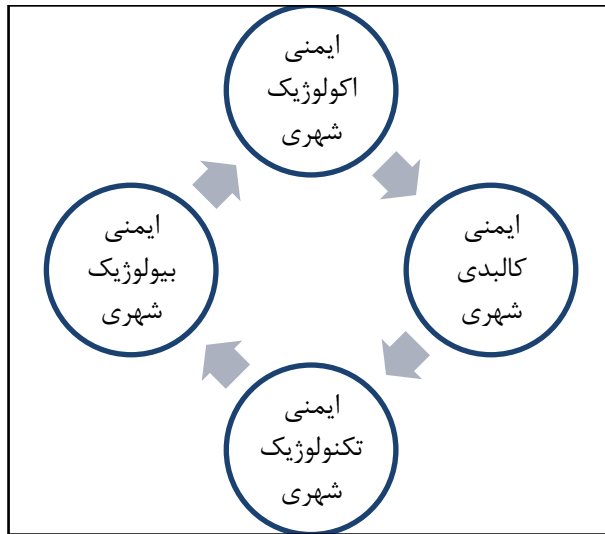 ایمنی
اکولوژیک
شهری
ایمنی
کالبدی
شهری
ایمنی
تکنولوژیک
شهری
ایمنی
بیولوژیک
شهری